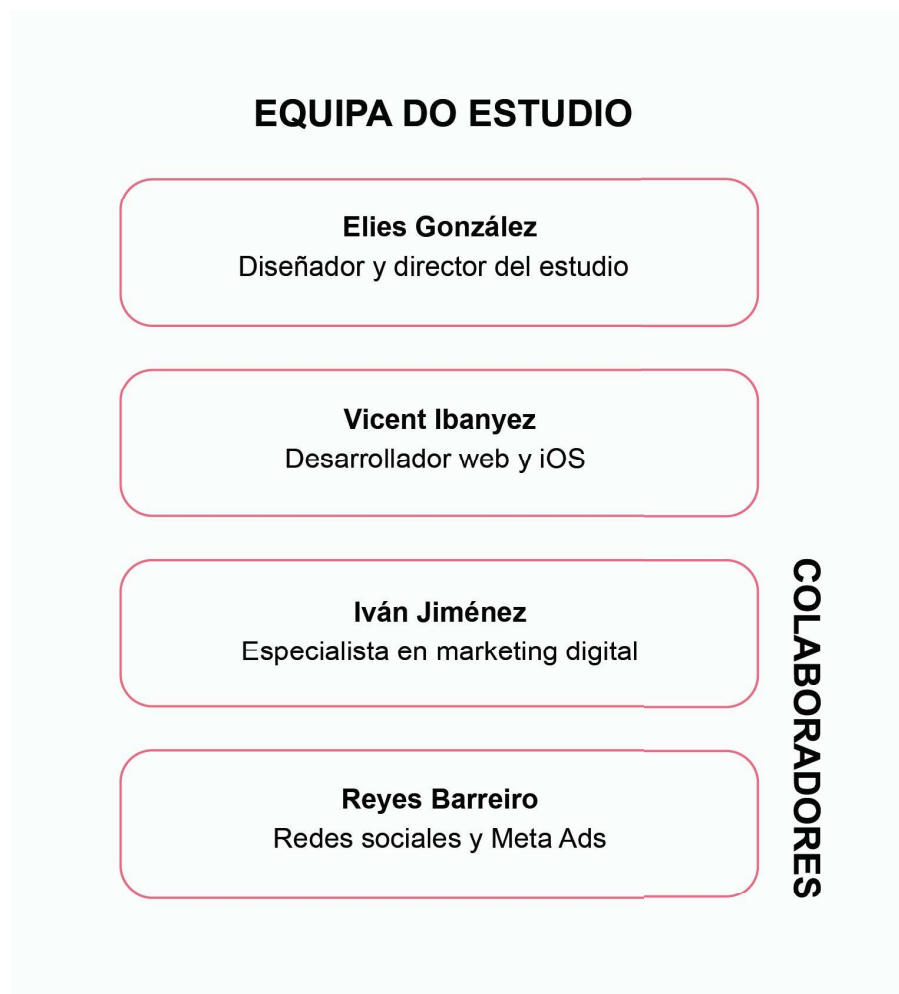 EQUIPA DO ESTUDIO
Elies González
Diseñador y director del estudio
Vicent Ibanyez
Desarrollador web y iOS
Iván Jiménez
Especialista en marketing digital
Reyes Barreiro
Redes sociales y Meta Ads
COLABORADORES